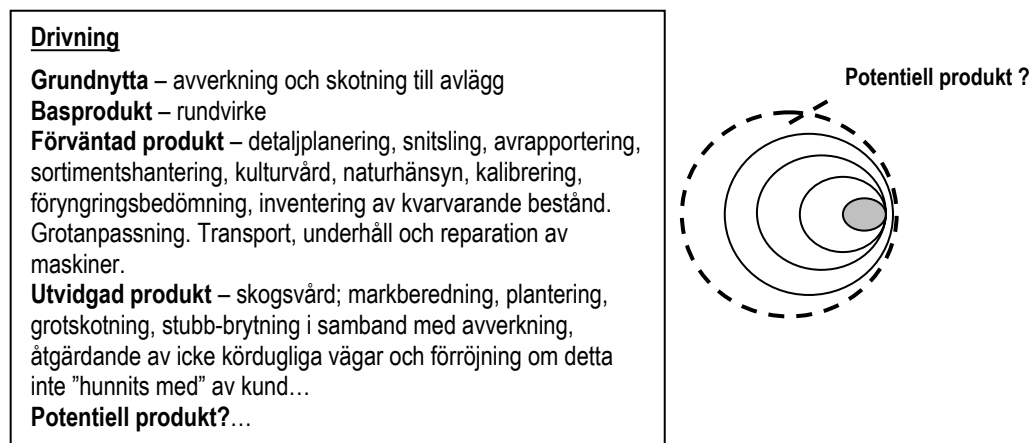 Drivning
Grundnytta – avverkning och skotning till avlägg
Basprodukt – rundvirke
Förväntad produkt – detaljplanering, snitsling, avrapportering,
sortimentshantering, kulturvård, naturhänsyn, kalibrering,
föryngringsbedömning, inventering av kvarvarande bestånd.
Grotanpassning. Transport, underhåll och reparation av
maskiner.
Utvidgad produkt – skogsvård; markberedning, plantering,
grotskotning, stubb-brytning i samband med avverkning,
åtgärdande av icke kördugliga vägar och förröjning om detta
inte ”hunnits med” av kund…
Potentiell produkt?…
Potentiell produkt ?